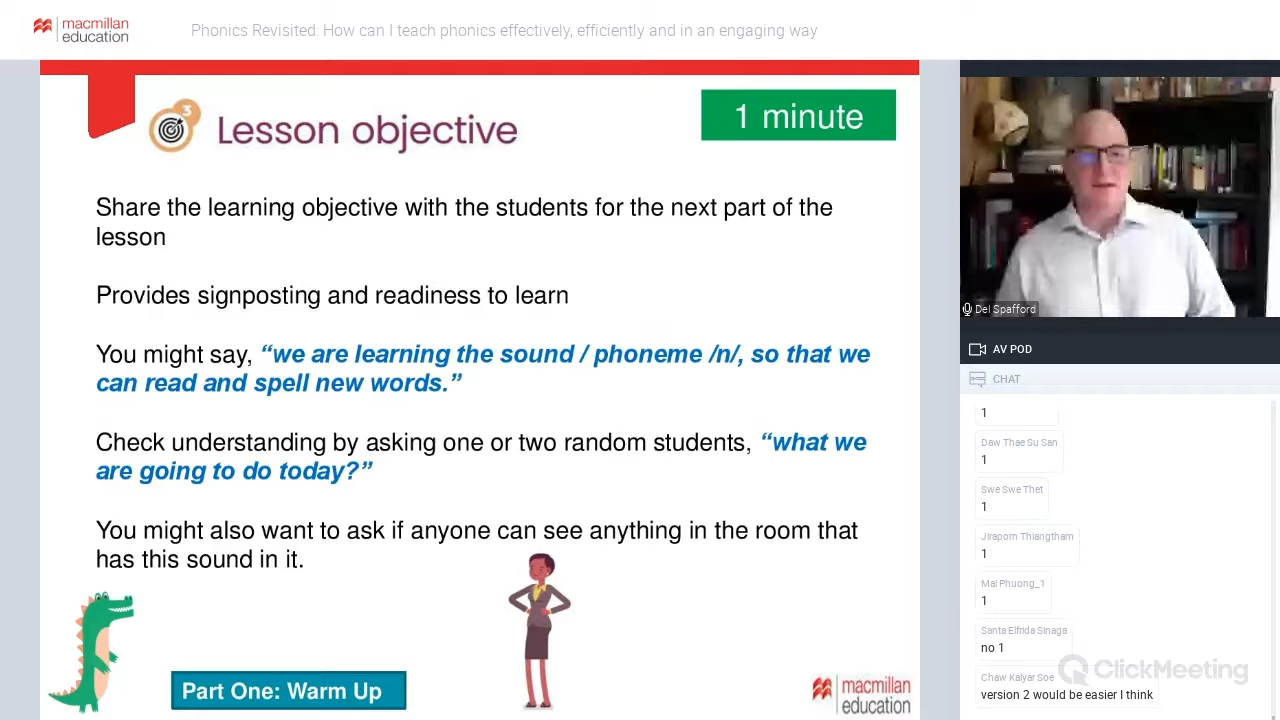 macmillan
education
Phonics Revisited: How can I teach phonics effectively, efficiently and in an engaging way
3
Lesson objective
1 minute
Share the learning objective with the students for the next part of the
lesson
Provides signposting and readiness to learn
You might say, “we are learning the sound / phoneme /n/, so that we
can read and spell new words.”
Check understanding by asking one or two random students, “what we
are going to do today?”
You might also want to ask if anyone can see anything in the room that
has this sound in it.
Part One: Warm Up
macmillan
education
Del Spafford
AV POD
CHAT
1
Daw Thae Su San
1
Swe Swe Thet
1
Jiraporn Thiangtham
1
Mai Phuong_1
1
Santa Elfrida Sinaga
no 1
Chaw Kalyar Soe
version 2 would be easier I think
ClickMeeting